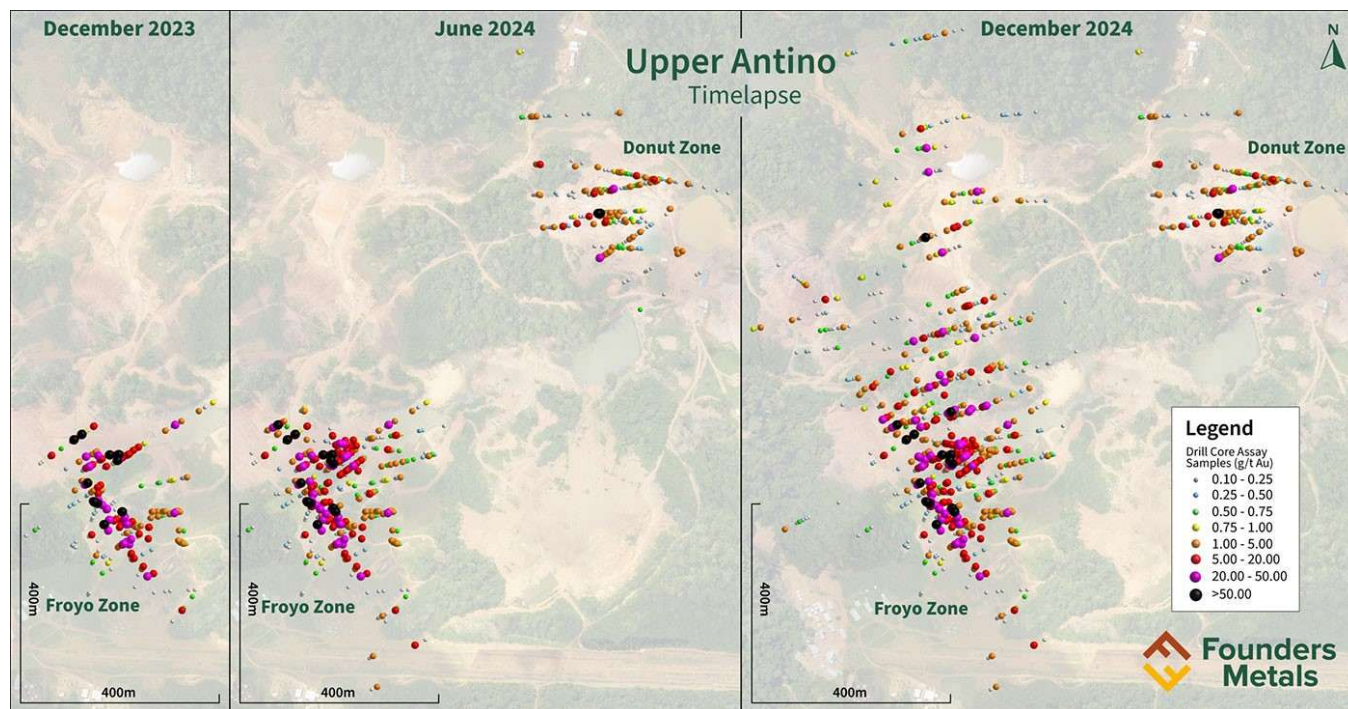 December 2023
June 2024
December 2024
N
Upper Antino
Timelapse
Donut Zone
Donut Zone
Legend
Drill Core Assay
Samples (g/t Au)
0.10 - 0.25
0.25 - 0.50
0.50 - 0.75
0.75 - 1.00
1.00 - 5.00
5.00 - 20.00
20.00 - 50.00
>50.00
400m
Froyo Zone
400m
400m
Froyo Zone
400m
400m
Froyo Zone
400m
Founders
Metals